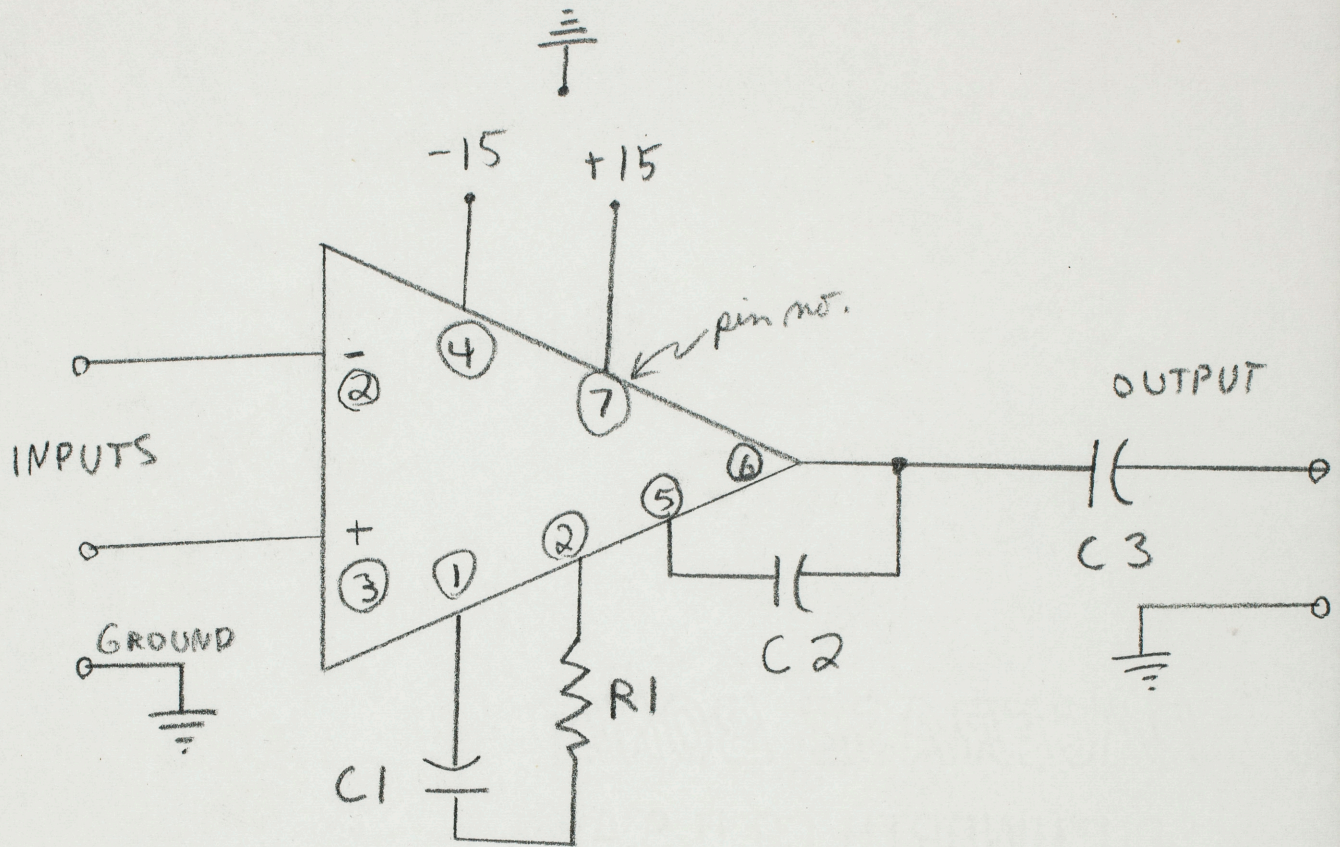 -15 +15
pin no.
- 4
2 7
OUTPUT
INPUTS
6
5
+ 2
3 1
C3
GROUND
C2
R1
C1